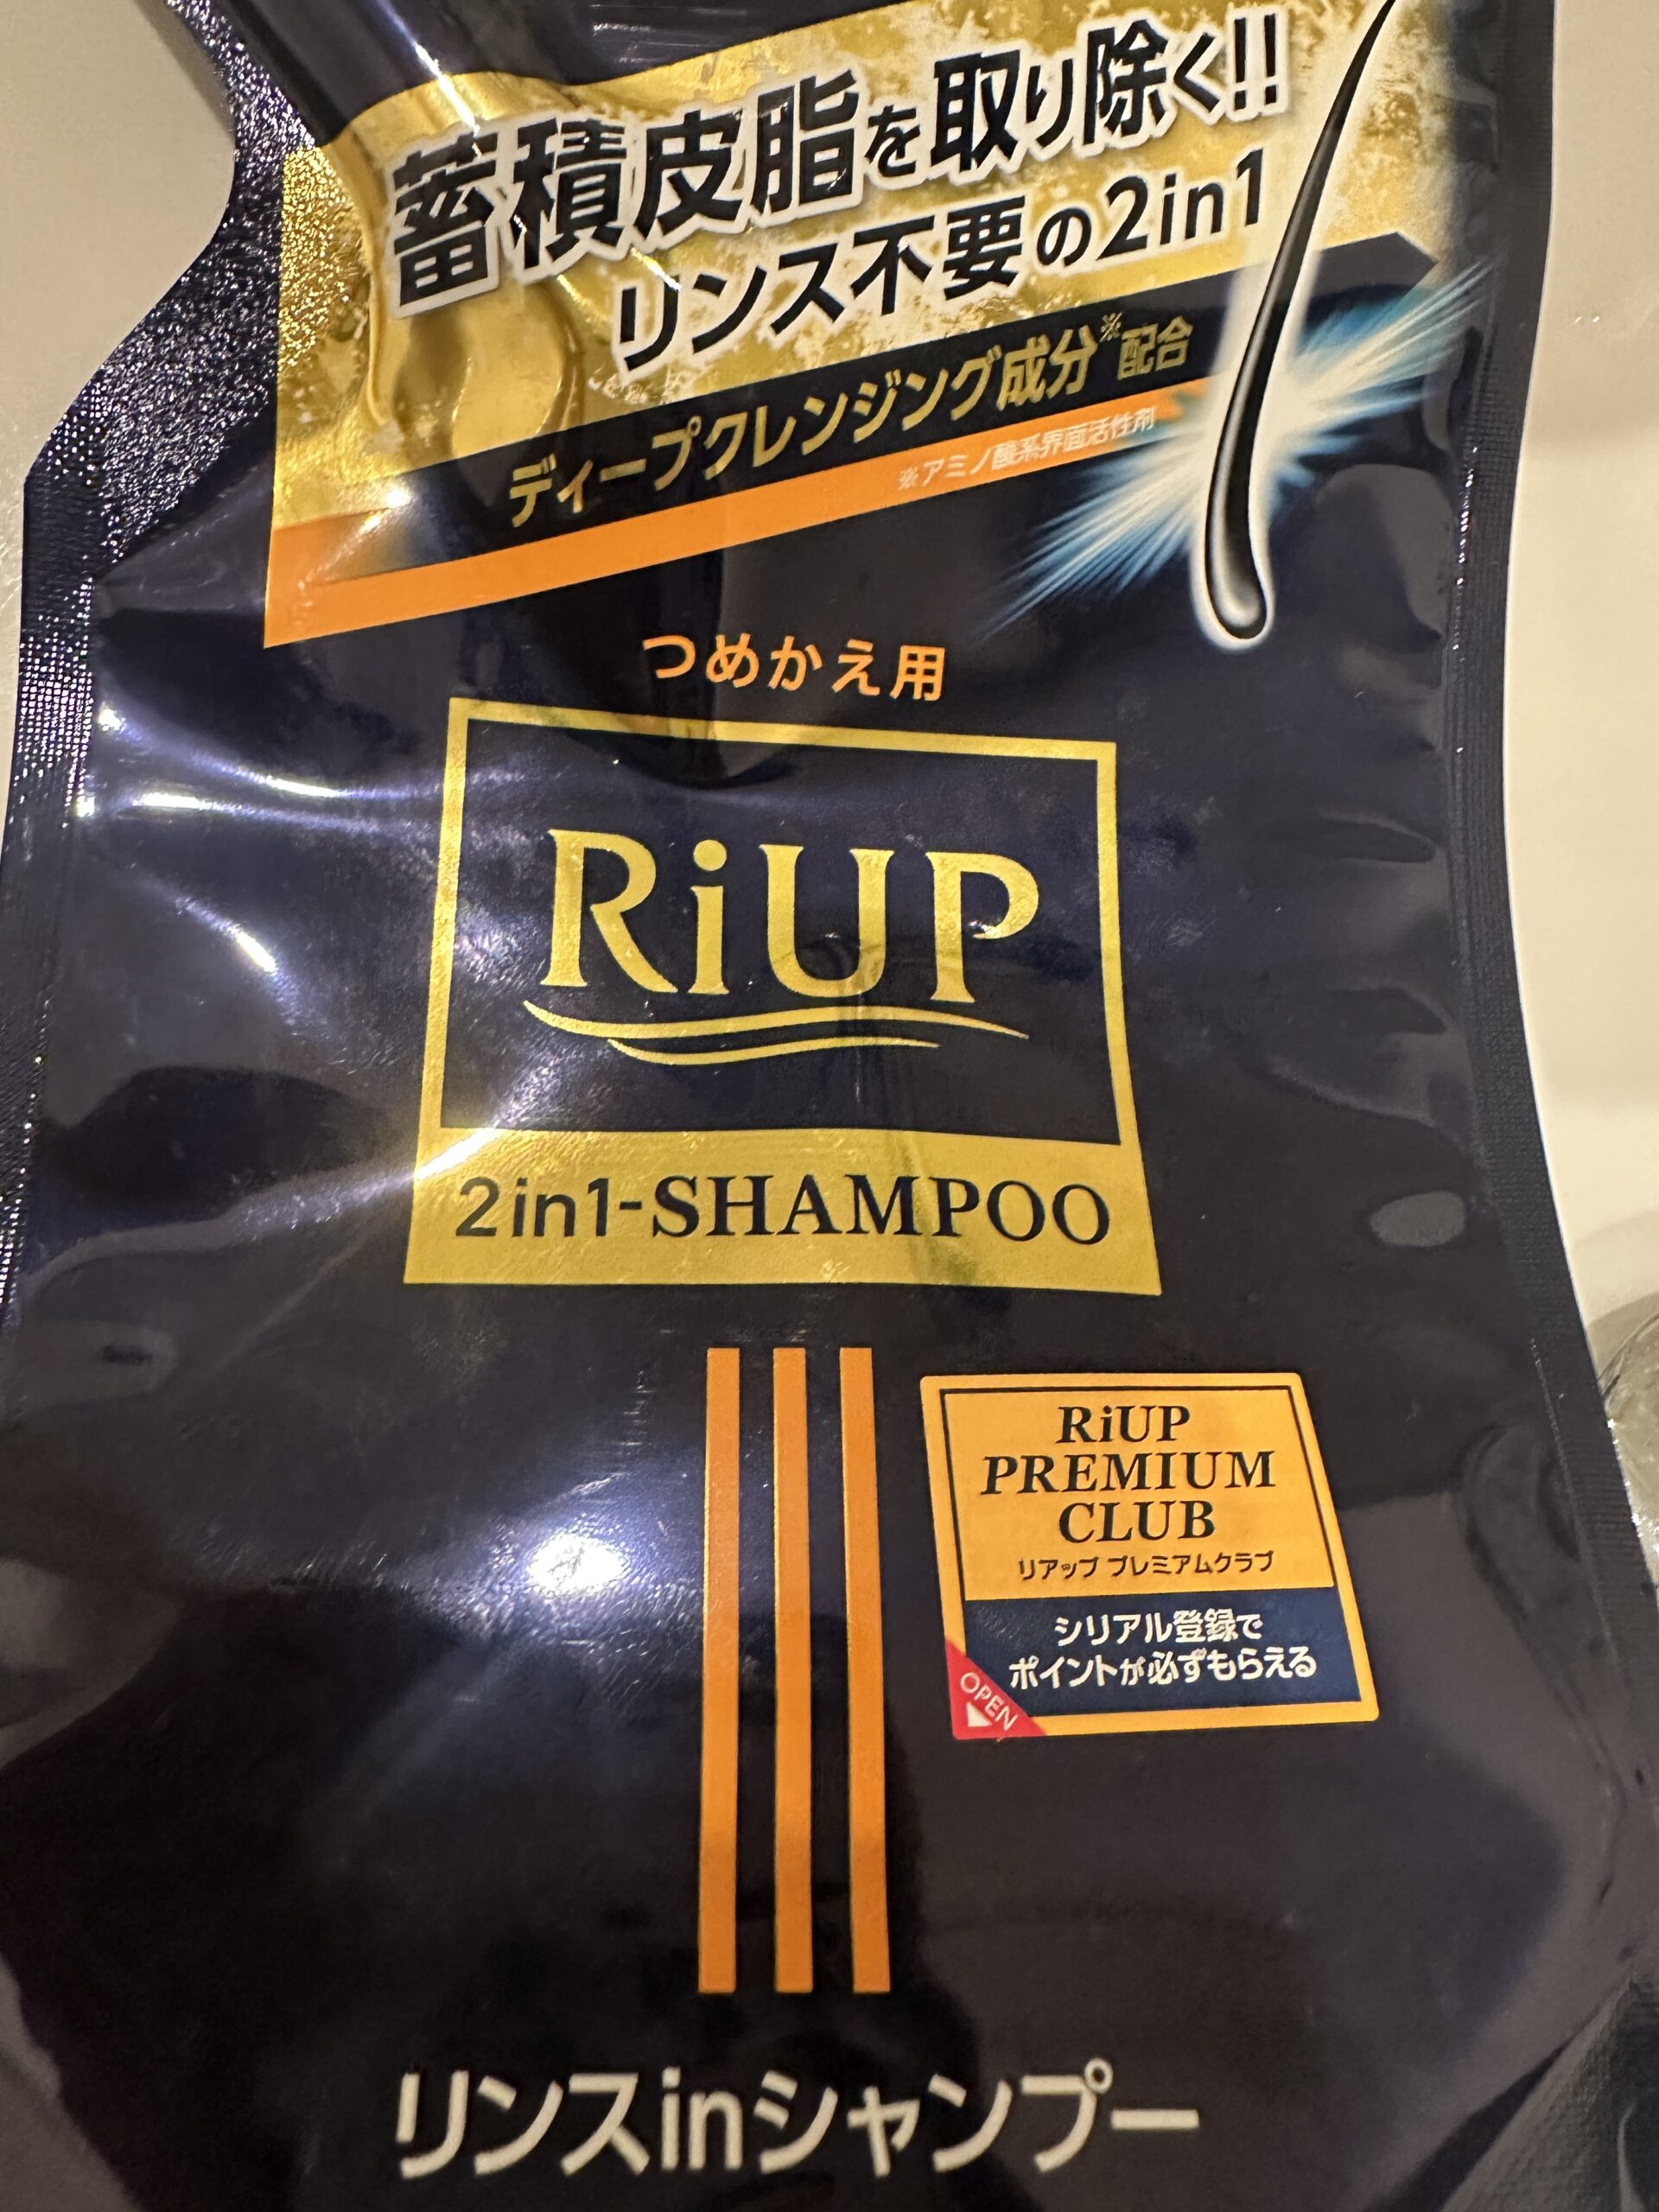 蓄積皮脂を取り除く!!
リンス不要の2in1
ディープクレンジング成分※配合
※アミノ酸系界面活性剤
つめかえ用
RiUP
2in1-SHAMPOO
RiUP
PREMIUM
CLUB
リアップ プレミアムクラブ
シリアル登録で
ポイントが必ずもらえる
OPEN
リンスinシャンプー